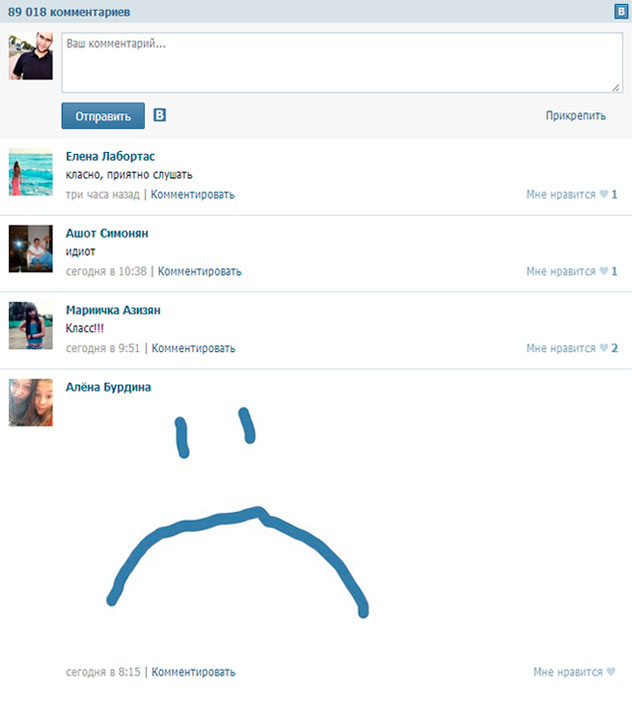 89 018 комментариев
В
Ваш комментарий...
Отправить В Прикрепить
Елена Лабортас
класно, приятно слушать
три часа назад | Комментировать Мне нравится 1
Ашот Симонян
идиот
сегодня в 10:38 | Комментировать Мне нравится 1
Мариичка Азизян
Класс!!!
сегодня в 9:51 | Комментировать Мне нравится 2
Алёна Бурдина
сегодня в 8:15 | Комментировать Мне нравится